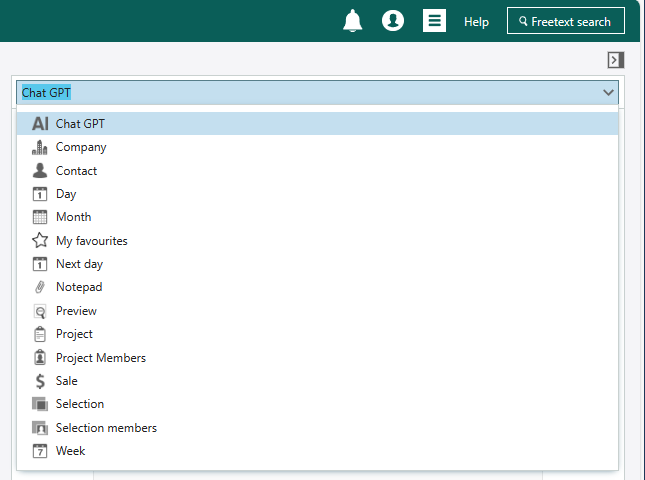 Help
Freetext search
Chat GPT
AI Chat GPT
Company
Contact
1 Day
Month
My favourites
1 Next day
Notepad
Preview
Project
Project Members
$ Sale
Selection
Selection members
7 Week